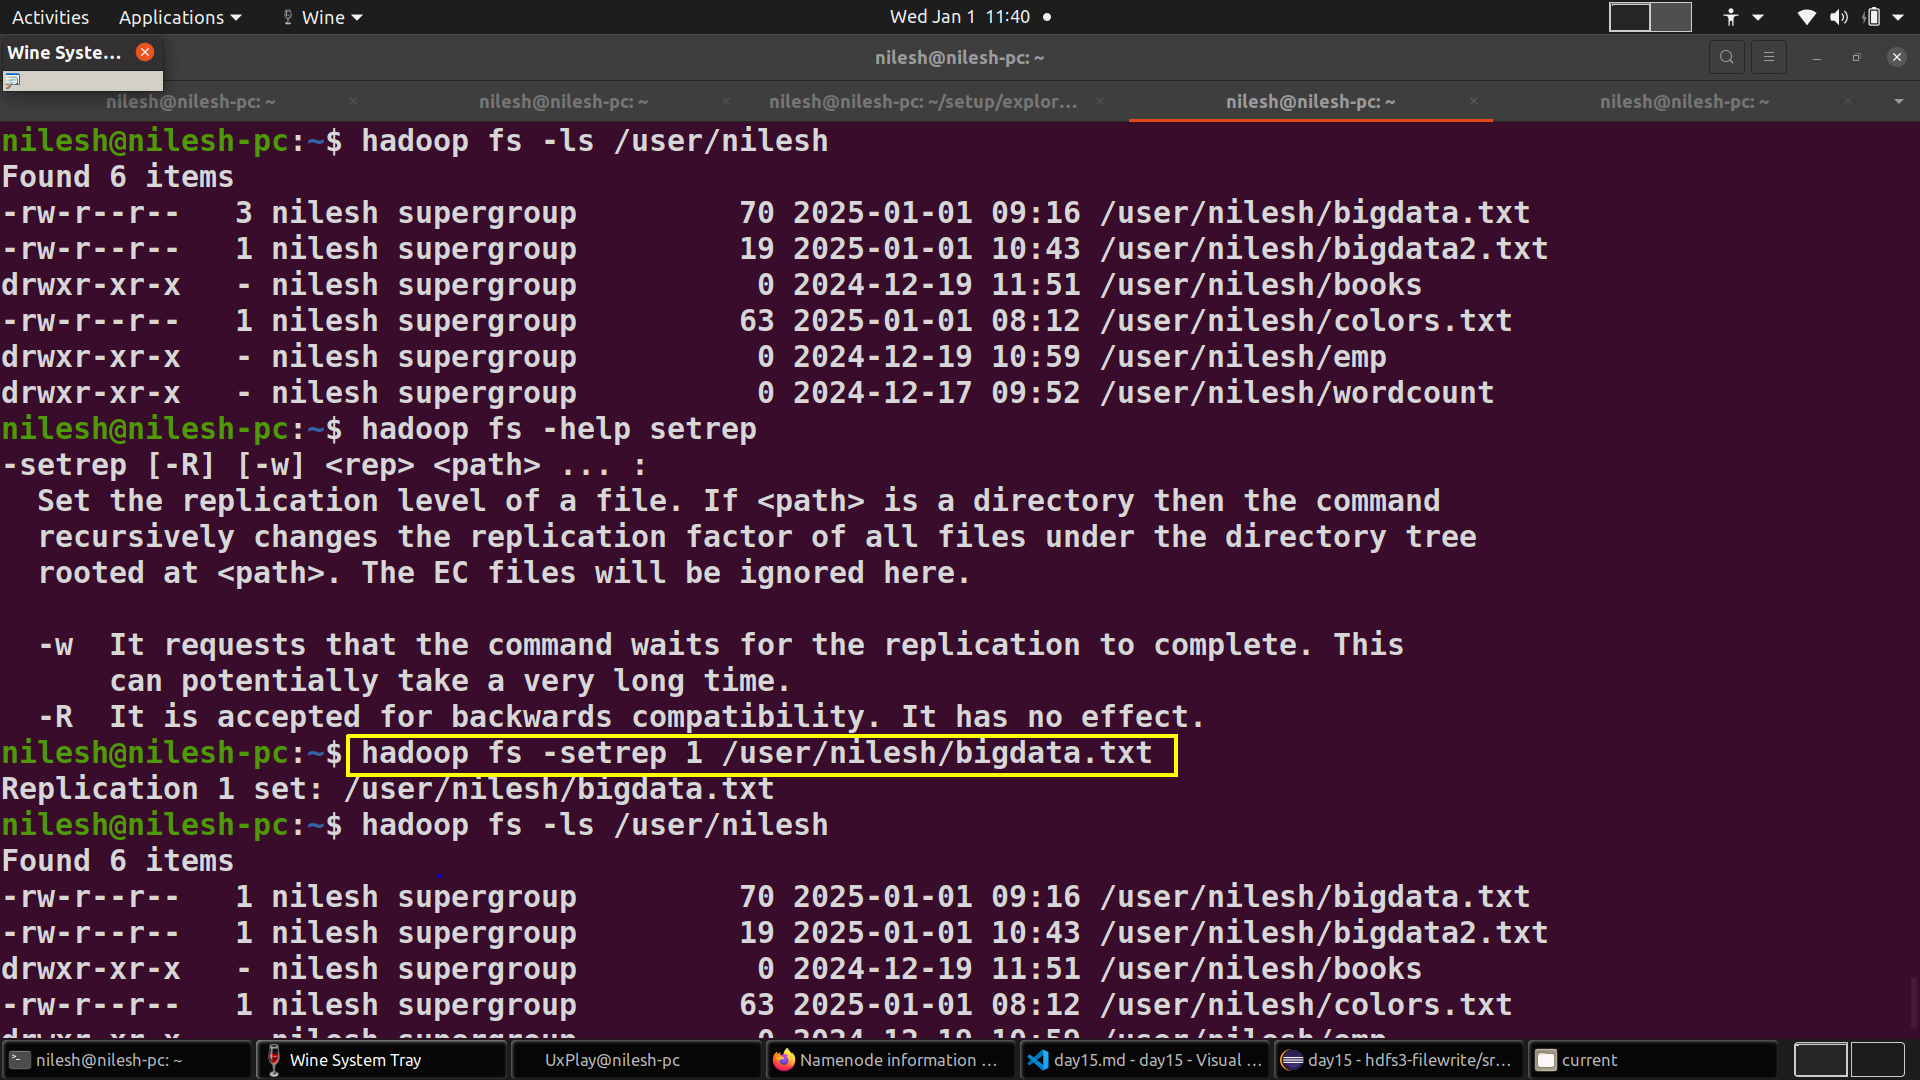 Activities Applications Wine Wed Jan 1 11:40
Wine Syste...
nilesh@nilesh-pc: ~
nilesh@nilesh-pc: ~ nilesh@nilesh-pc: ~ nilesh@nilesh-pc: ~/setup/explor... nilesh@nilesh-pc: ~ nilesh@nilesh-pc: ~
nilesh@nilesh-pc:~$ hadoop fs -ls /user/nilesh
Found 6 items
-rw-r--r--   3 nilesh supergroup         70 2025-01-01 09:16 /user/nilesh/bigdata.txt
-rw-r--r--   1 nilesh supergroup         19 2025-01-01 10:43 /user/nilesh/bigdata2.txt
drwxr-xr-x   - nilesh supergroup          0 2024-12-19 11:51 /user/nilesh/books
-rw-r--r--   1 nilesh supergroup         63 2025-01-01 08:12 /user/nilesh/colors.txt
drwxr-xr-x   - nilesh supergroup          0 2024-12-19 10:59 /user/nilesh/emp
drwxr-xr-x   - nilesh supergroup          0 2024-12-17 09:52 /user/nilesh/wordcount
nilesh@nilesh-pc:~$ hadoop fs -help setrep
-setrep [-R] [-w] <rep> <path> ... :
  Set the replication level of a file. If <path> is a directory then the command
  recursively changes the replication factor of all files under the directory tree
  rooted at <path>. The EC files will be ignored here.
  -w  It requests that the command waits for the replication to complete. This
      can potentially take a very long time.
  -R  It is accepted for backwards compatibility. It has no effect.
nilesh@nilesh-pc:~$ hadoop fs -setrep 1 /user/nilesh/bigdata.txt
Replication 1 set: /user/nilesh/bigdata.txt
nilesh@nilesh-pc:~$ hadoop fs -ls /user/nilesh
Found 6 items
-rw-r--r--   1 nilesh supergroup         70 2025-01-01 09:16 /user/nilesh/bigdata.txt
-rw-r--r--   1 nilesh supergroup         19 2025-01-01 10:43 /user/nilesh/bigdata2.txt
drwxr-xr-x   - nilesh supergroup          0 2024-12-19 11:51 /user/nilesh/books
-rw-r--r--   1 nilesh supergroup         63 2025-01-01 08:12 /user/nilesh/colors.txt
drwxr-xr-x   - nilesh supergroup          0 2024-12-19 10:59 /user/nilesh/emp
nilesh@nilesh-pc: ~ Wine System Tray UxPlay@nilesh-pc Namenode information ... day15.md - day15 - Visual ... day15 - hdfs3-filewrite/sr... current